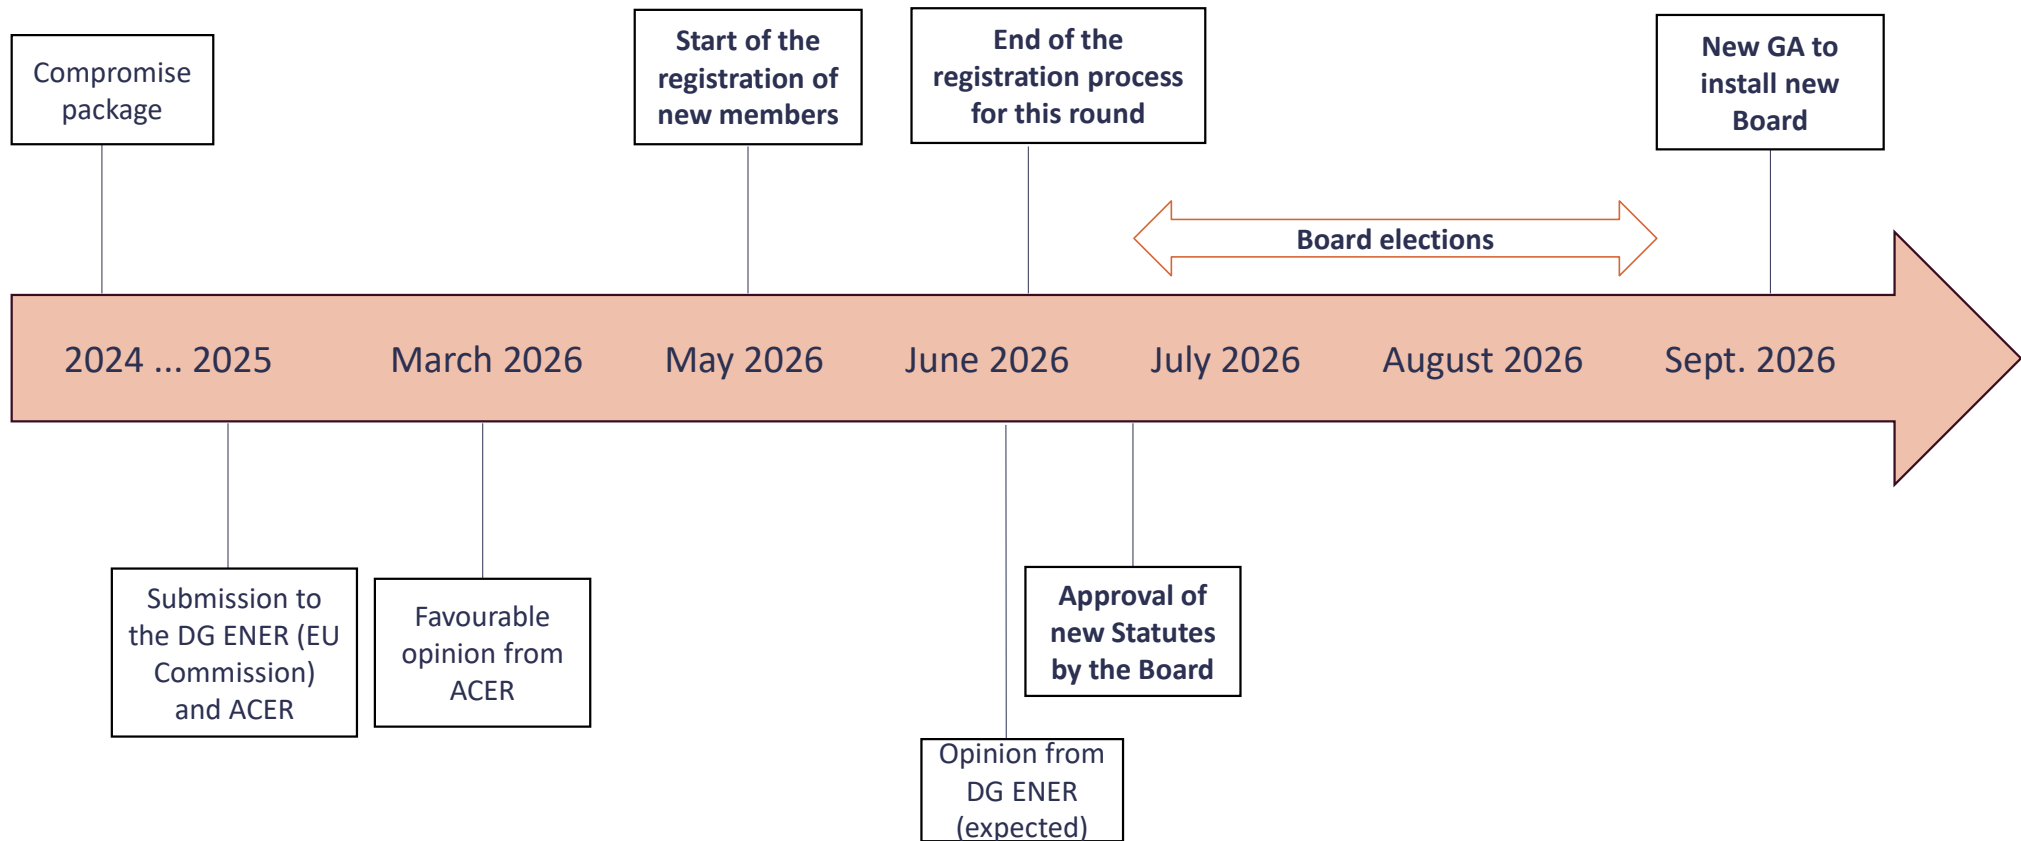 Compromise
package
Start of the
registration of
new members
End of the
registration process
for this round
New GA to
install new
Board
Board elections
2024 ... 2025
March 2026
May 2026
June 2026
July 2026
August 2026
Sept. 2026
Submission to
the DG ENER (EU
Commission)
and ACER
Favourable
opinion from
ACER
Approval of
new Statutes
by the Board
Opinion from
DG ENER
(expected)